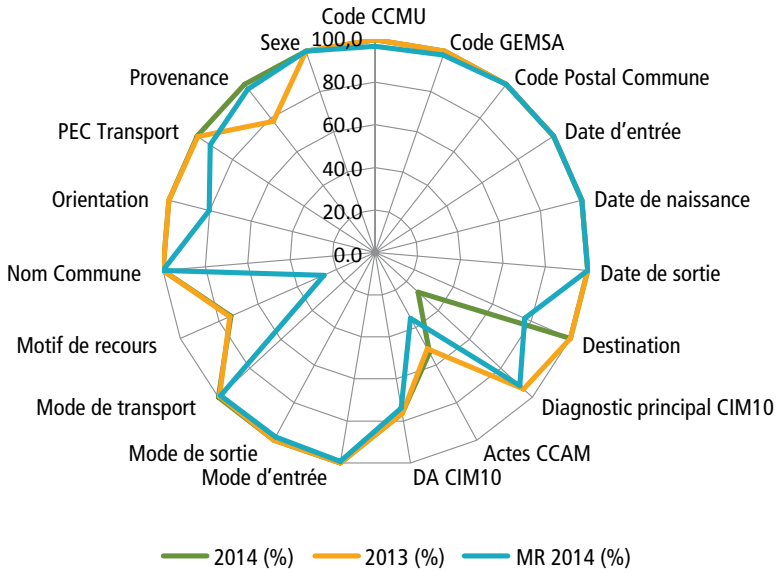 Code CCMU
Code GEMSA
Code Postal Commune
Date d'entrée
Date de naissance
Date de sortie
Destination
Diagnostic principal CIM10
Actes CCAM
DA CIM10
Mode d'entrée
Mode de sortie
Mode de transport
Motif de recours
Nom Commune
Orientation
PEC Transport
Provenance
Sexe
100,0
80.0
60.0
40.0
20.0
0.0
2014 (%) 2013 (%) MR 2014 (%)